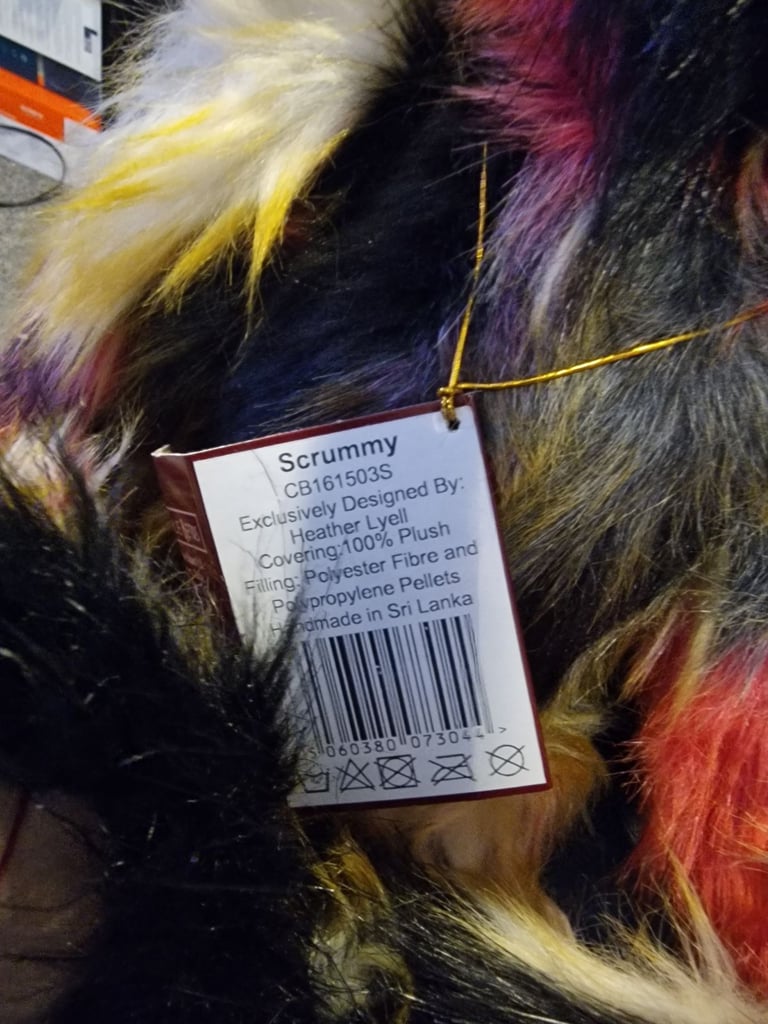 Scrummy
CB161503S
Exclusively Designed By:
Heather Lyell
Covering:100% Plush
Filling: Polyester Fibre and
Polypropylene Pellets
Handmade in Sri Lanka
5 060380 073044 >